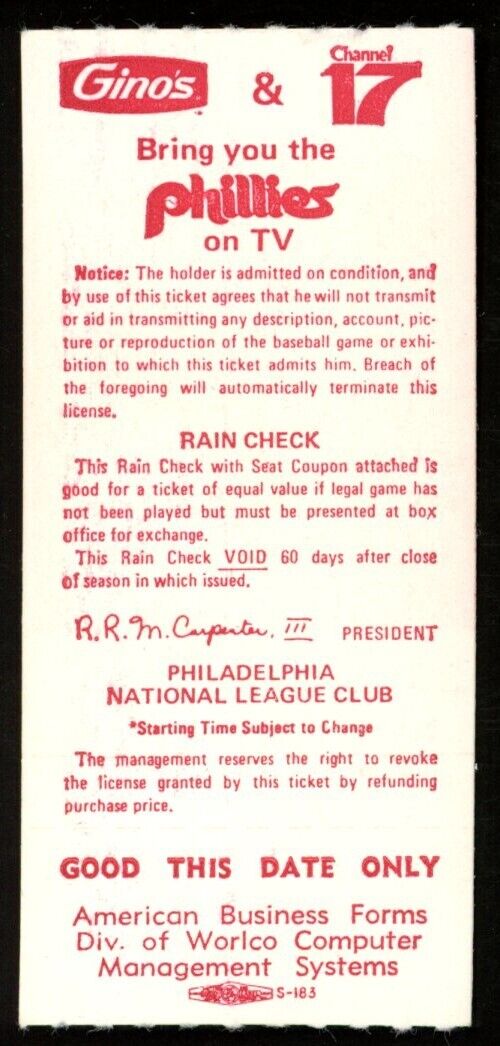 Gino's & Channel 17
Bring you the
phillies
on TV
Notice: The holder is admitted on condition, and
by use of this ticket agrees that he will not transmit
or aid in transmitting any description, account, pic-
ture or reproduction of the baseball game or exhi-
bition to which this ticket admits him. Breach of
the foregoing will automatically terminate this
license.
RAIN CHECK
This Rain Check with Seat Coupon attached is
good for a ticket of equal value if legal game has
not been played but must be presented at box
office for exchange.
This Rain Check VOID 60 days after close
of season in which issued.
R.R.M. Carpenter, III PRESIDENT
PHILADELPHIA
NATIONAL LEAGUE CLUB
*Starting Time Subject to Change
The management reserves the right to revoke
the license granted by this ticket by refunding
purchase price.
GOOD THIS DATE ONLY
American Business Forms
Div. of Worlco Computer
Management Systems
S-183